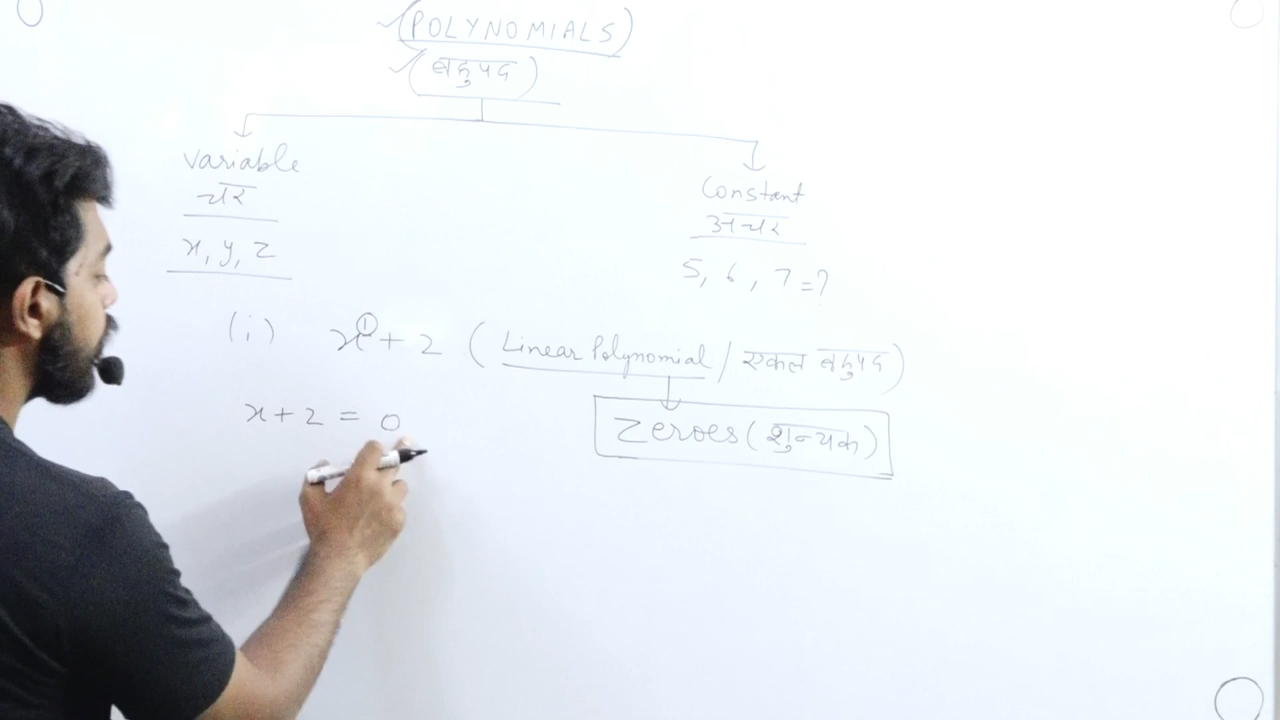 POLYNOMIALS
(बहुपद)
variable
चर
x, y, z
Constant
अचर
5, 6, 7 = ?
(i) x¹ + 2 (Linear Polynomial / एकल बहुपद)
x + 2 = 0
Zeroes (शुन्यक)